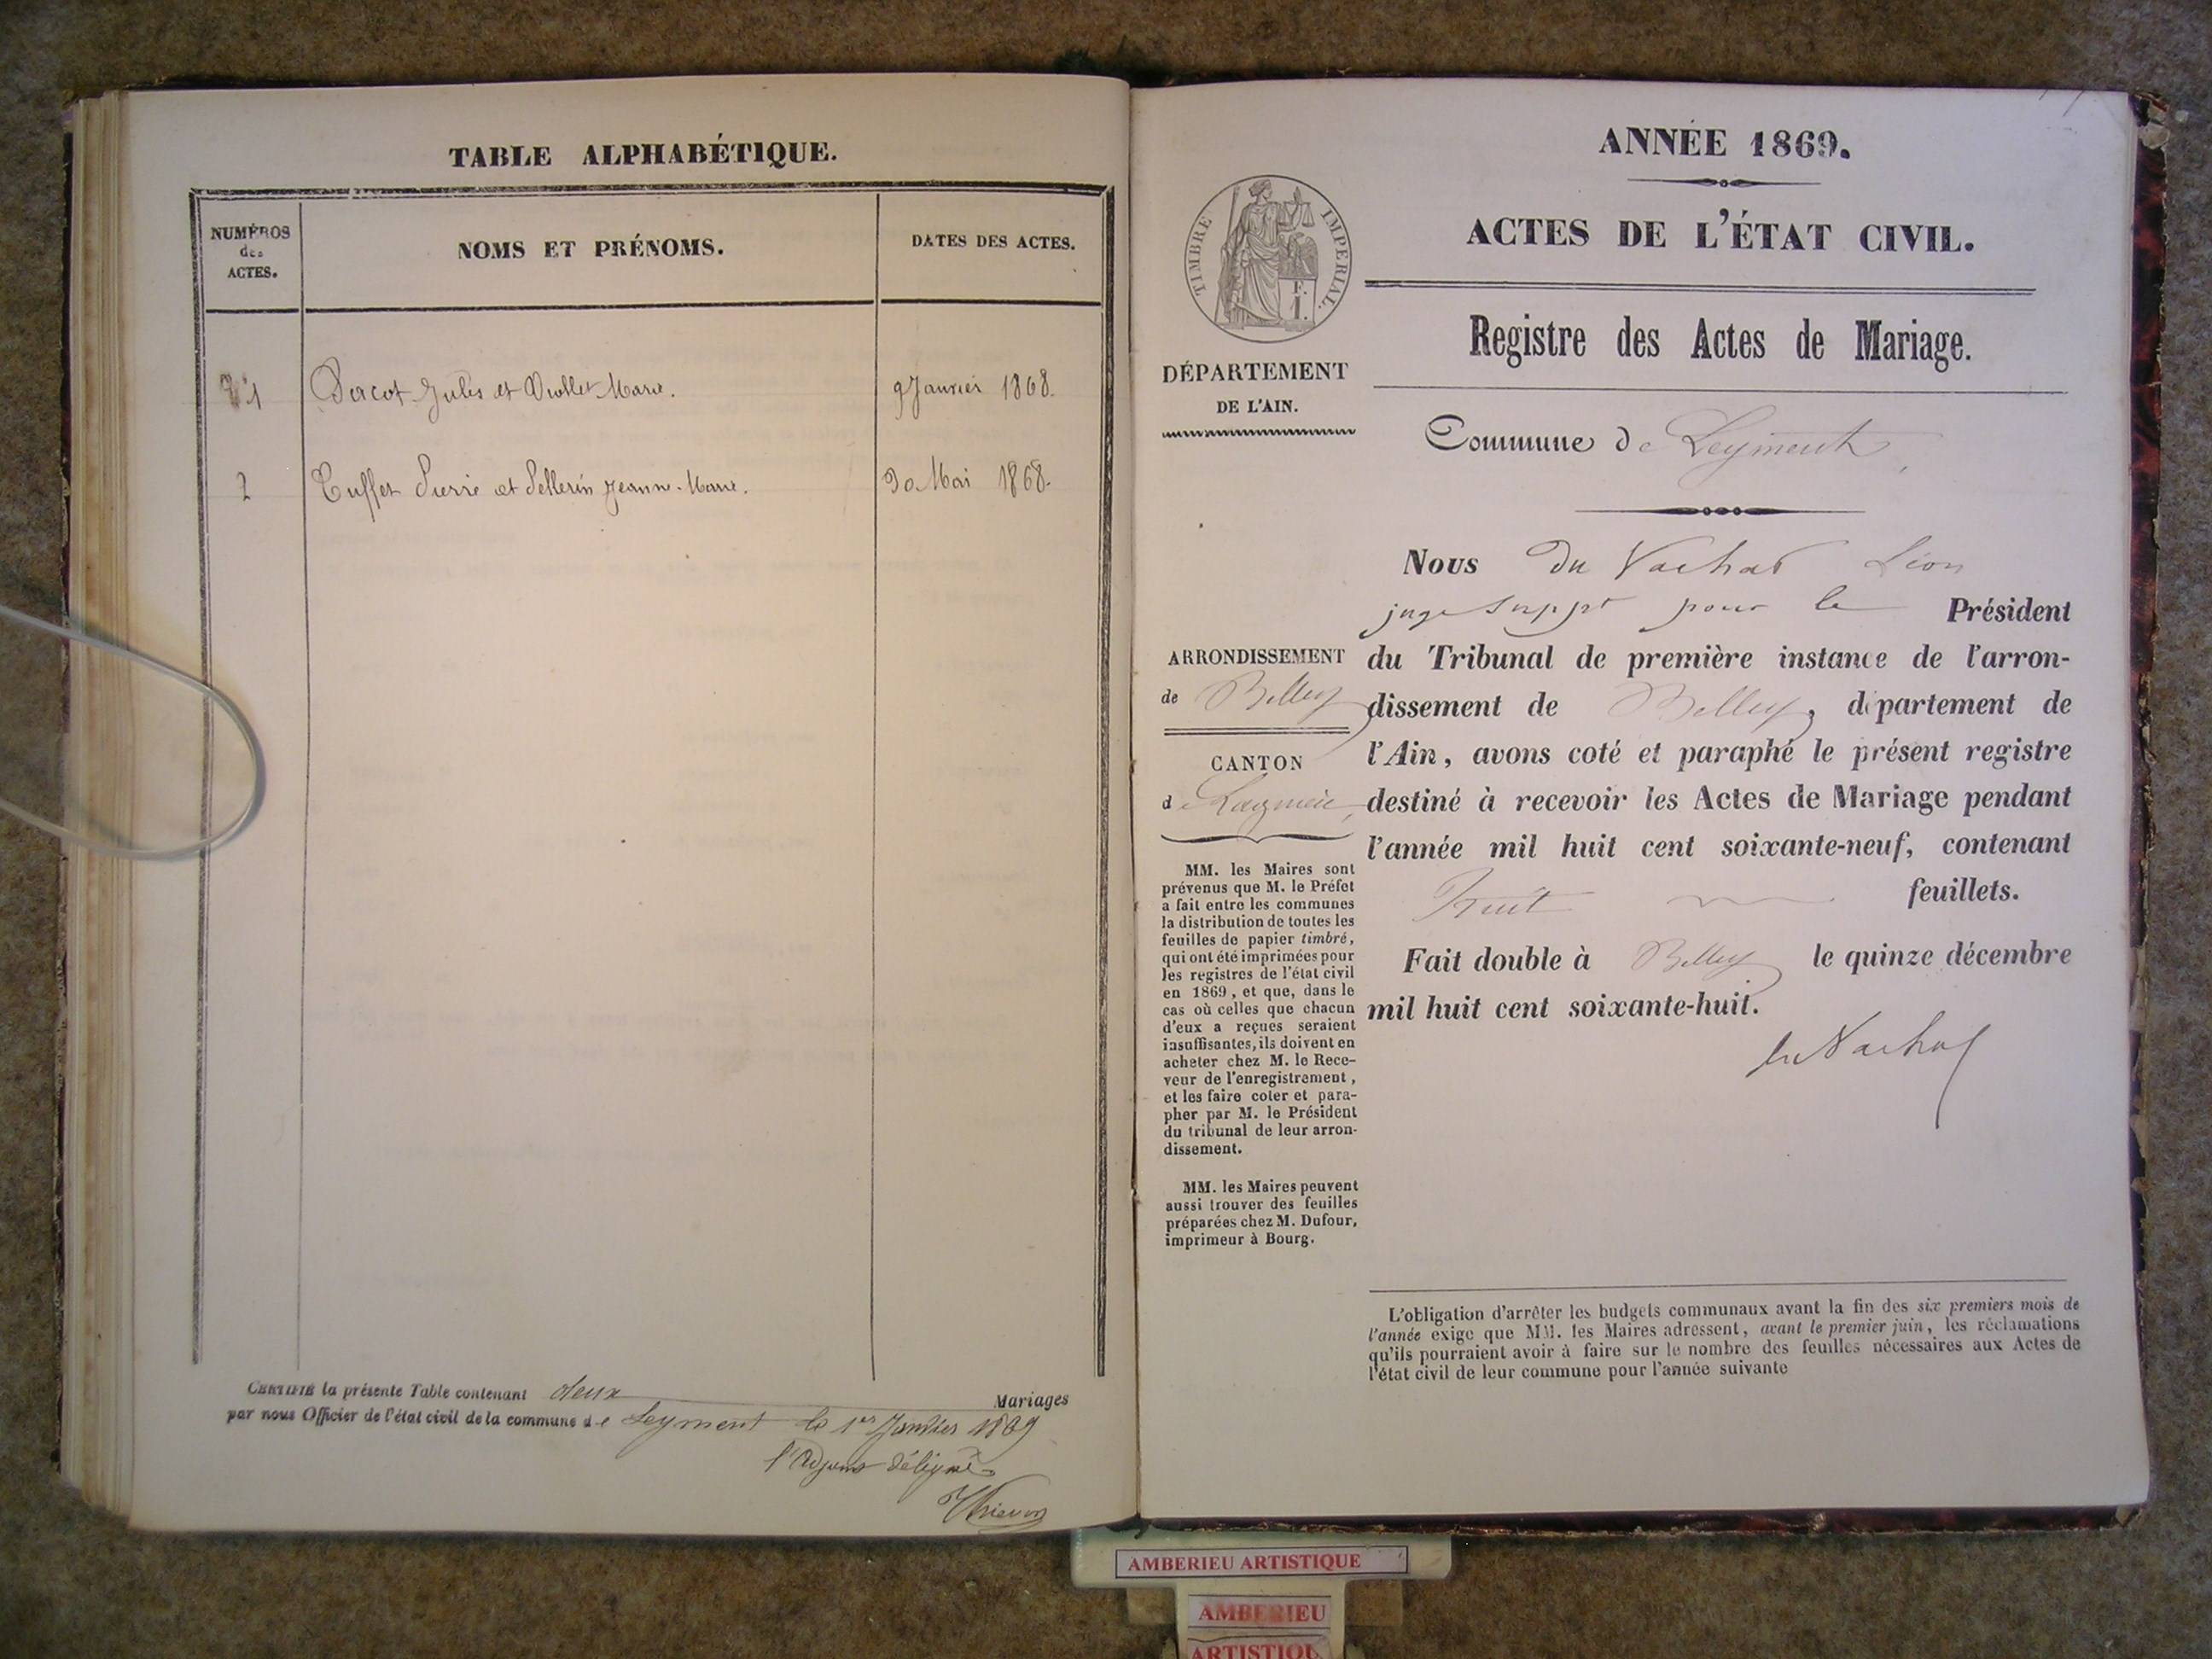 TABLE ALPHABÉTIQUE.
NUMÉROS
des
ACTES.
NOMS ET PRÉNOMS.
DATES DES ACTES.
1 Jules et Viollet Marie. 9 Janvier 1868.
2 Tuffet Pierre et Pellerin Jeanne-Marie. 30 Mai 1868.
CERTIFIÉ la présente Table contenant deux Mariages
par nous Officier de l'état civil de la commune de Leyment le 1er Janvier 1869
l'Adjoint délégué
ANNÉE 1869.
ACTES DE L'ÉTAT CIVIL.
TIMBRE IMPERIAL.
F.
1.
DÉPARTEMENT
DE L'AIN.
Registre des Actes de Mariage.
Commune de Leyment
Nous du Vachat Léon
juge suppt pour le Président
du Tribunal de première instance de l'arron-
dissement de Belley, département de
l'Ain, avons coté et paraphé le présent registre
destiné à recevoir les Actes de Mariage pendant
l'année mil huit cent soixante-neuf, contenant
huit feuillets.
Fait double à Belley le quinze décembre
mil huit cent soixante-huit.
du Vachat
ARRONDISSEMENT
de Belley
CANTON
de Lagnieu
MM. les Maires sont
prévenus que M. le Préfet
a fait entre les communes
la distribution de toutes les
feuilles de papier timbré,
qui ont été imprimées pour
les registres de l'état civil
en 1869, et que, dans le
cas où celles que chacun
d'eux a reçues seraient
insuffisantes, ils doivent en
acheter chez M. le Rece-
veur de l'enregistrement,
et les faire coter et para-
pher par M. le Président
du tribunal de leur arron-
dissement.
MM. les Maires peuvent
aussi trouver des feuilles
préparées chez M. Dufour,
imprimeur à Bourg.
L'obligation d'arrêter les budgets communaux avant la fin des six premiers mois de
l'année exige que MM. les Maires adressent, avant le premier juin, les réclamations
qu'ils pourraient avoir à faire sur le nombre des feuilles nécessaires aux Actes de
l'état civil de leur commune pour l'année suivante
AMBERIEU ARTISTIQUE
AMBERIEU
ARTISTIQU